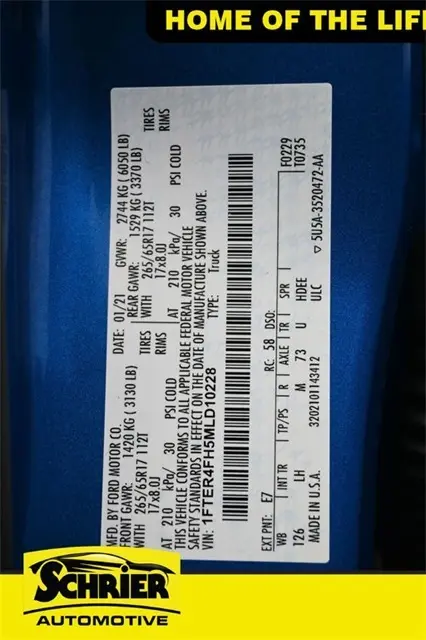 HOME OF THE LIF
MFD. BY FORD MOTOR CO.
DATE: 01/21 GVWR: 2744 KG ( 6050 LB)
FRONT GAWR: 1420 KG ( 3130 LB) REAR GAWR: 1529 KG ( 3370 LB)
WITH 265/65R17 112T TIRES WITH 265/65R17 112T TIRES
17x8.0J RIMS 17x8.0J RIMS
AT 210 kPa/ 30 PSI COLD AT 210 kPa/ 30 PSI COLD
THIS VEHICLE CONFORMS TO ALL APPLICABLE FEDERAL MOTOR VEHICLE
SAFETY STANDARDS IN EFFECT ON THE DATE OF MANUFACTURE SHOWN ABOVE.
VIN: 1FTER4FH5MLD10228 TYPE: Truck
F0229
T0735
EXT PNT: E7 RC: 58 DSO:
WB INT TR TP/PS R AXLE TR SPR
126 LH M 73 U HDEE
MADE IN U.S.A. 3202101143412 ULC
▽ 5U5A-3520472-AA
SCHRIER
AUTOMOTIVE